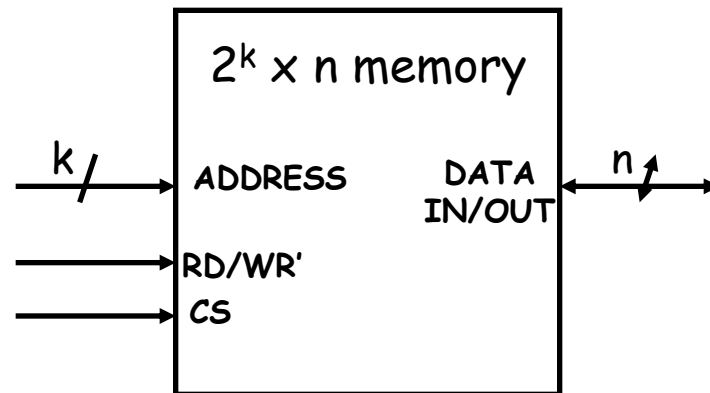 2ᵏ x n memory
k
n
ADDRESS
DATA
IN/OUT
RD/WR'
CS